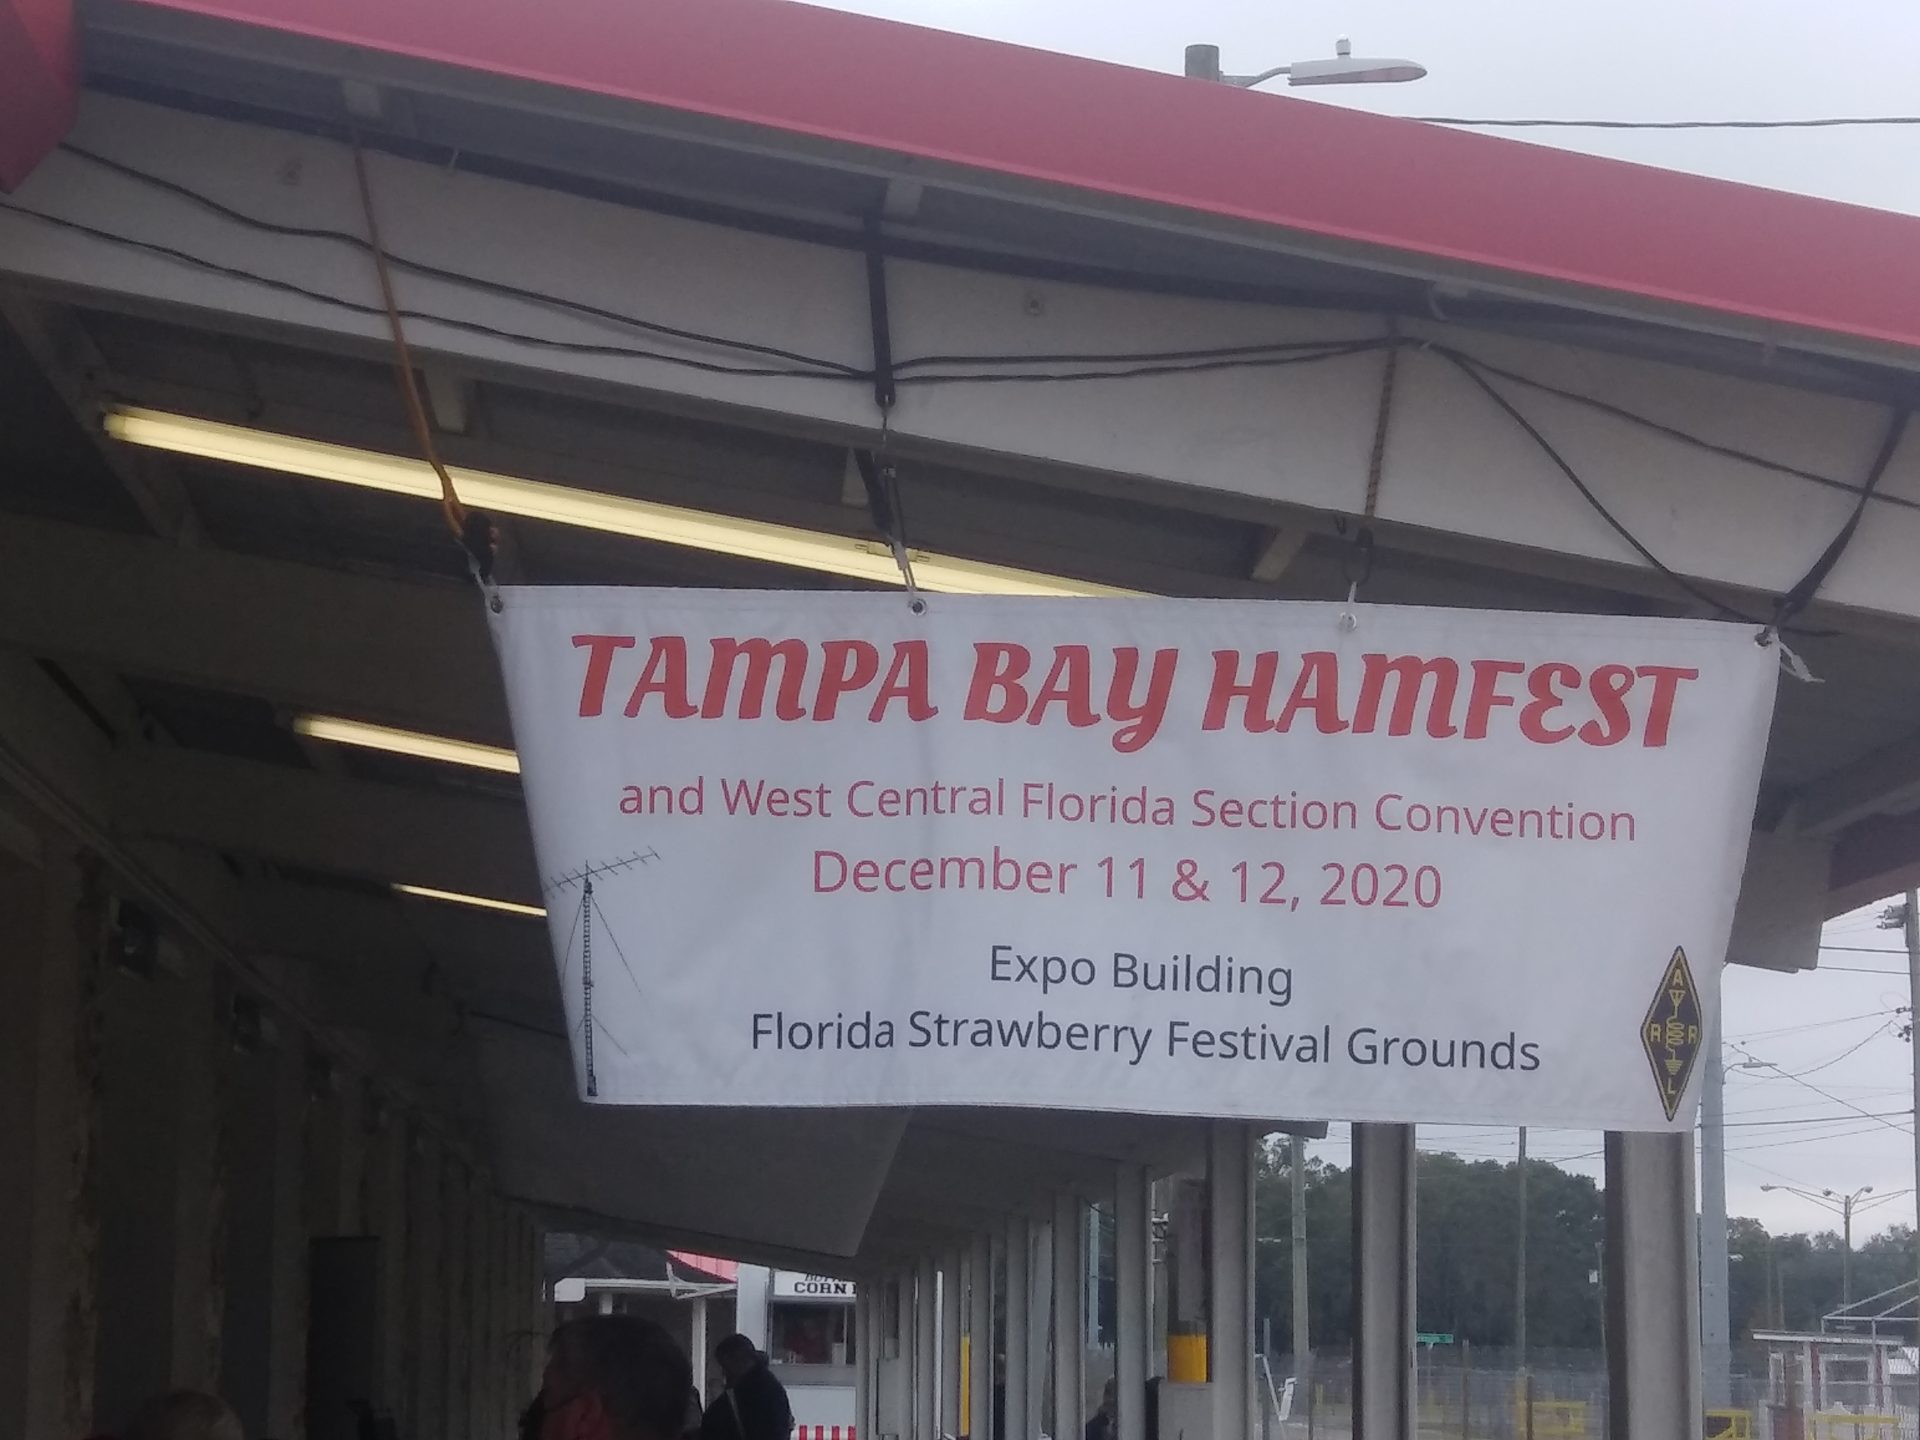 TAMPA BAY HAMFEST
and West Central Florida Section Convention
December 11 & 12, 2020
Expo Building
Florida Strawberry Festival Grounds
A
R R
L
CORN